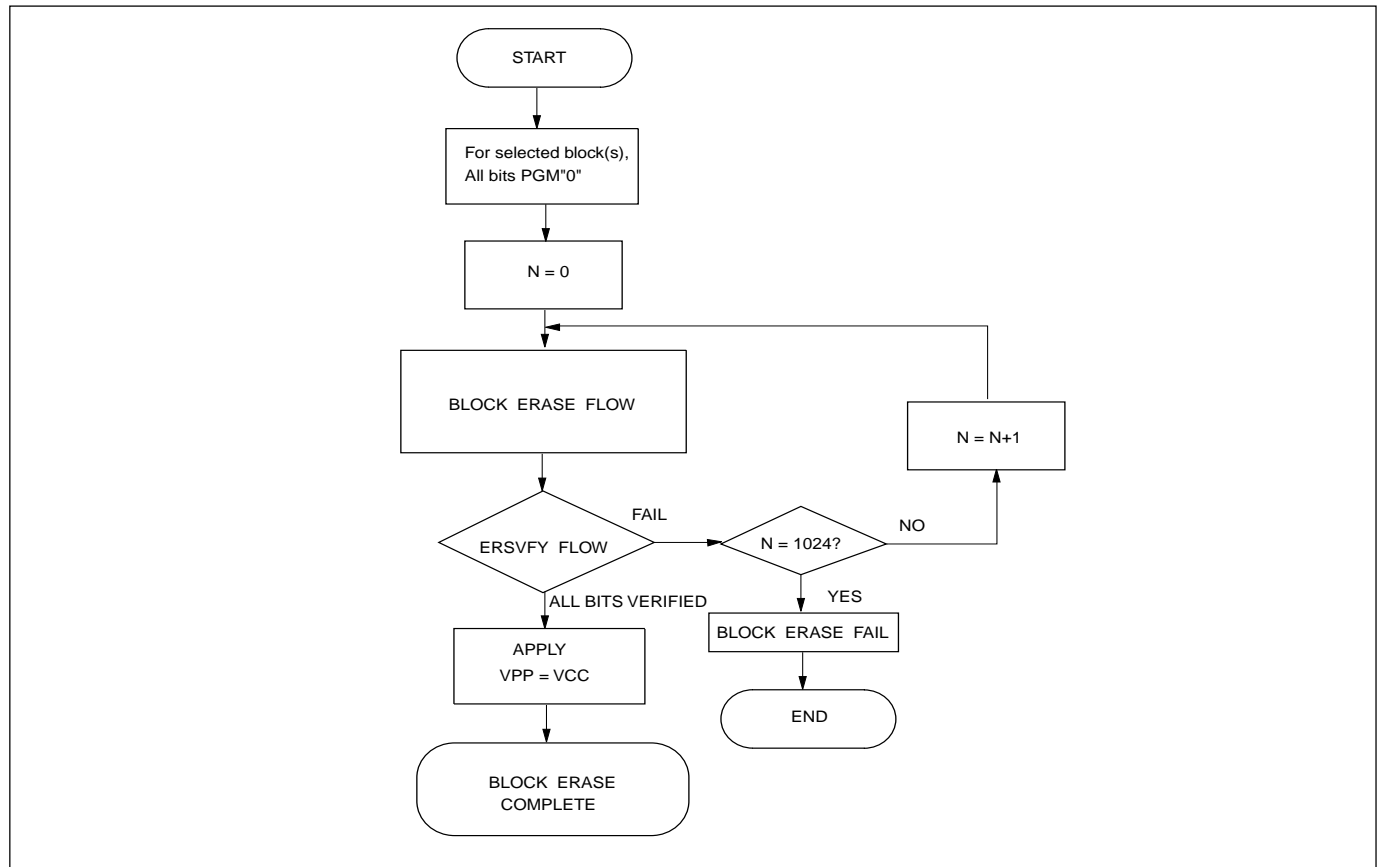 START
For selected block(s),
All bits PGM"0"
N = 0
BLOCK ERASE FLOW
N = N+1
FAIL
NO
ERSVFY FLOW
N = 1024?
ALL BITS VERIFIED
YES
BLOCK ERASE FAIL
APPLY
VPP = VCC
END
BLOCK ERASE
COMPLETE